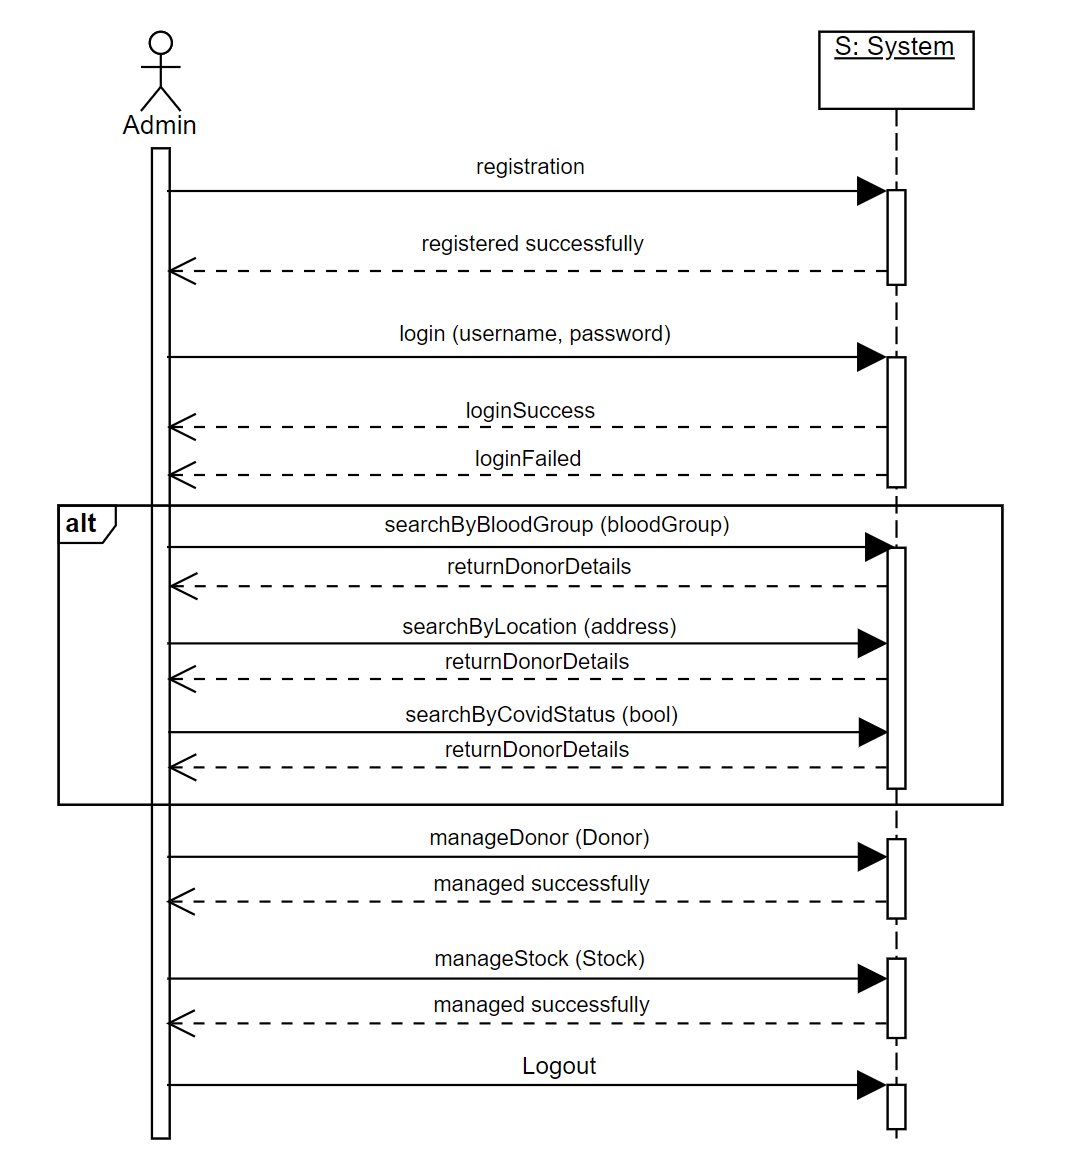 S: System
Admin
registration
registered successfully
login (username, password)
loginSuccess
loginFailed
alt
searchByBloodGroup (bloodGroup)
returnDonorDetails
searchByLocation (address)
returnDonorDetails
searchByCovidStatus (bool)
returnDonorDetails
manageDonor (Donor)
managed successfully
manageStock (Stock)
managed successfully
Logout